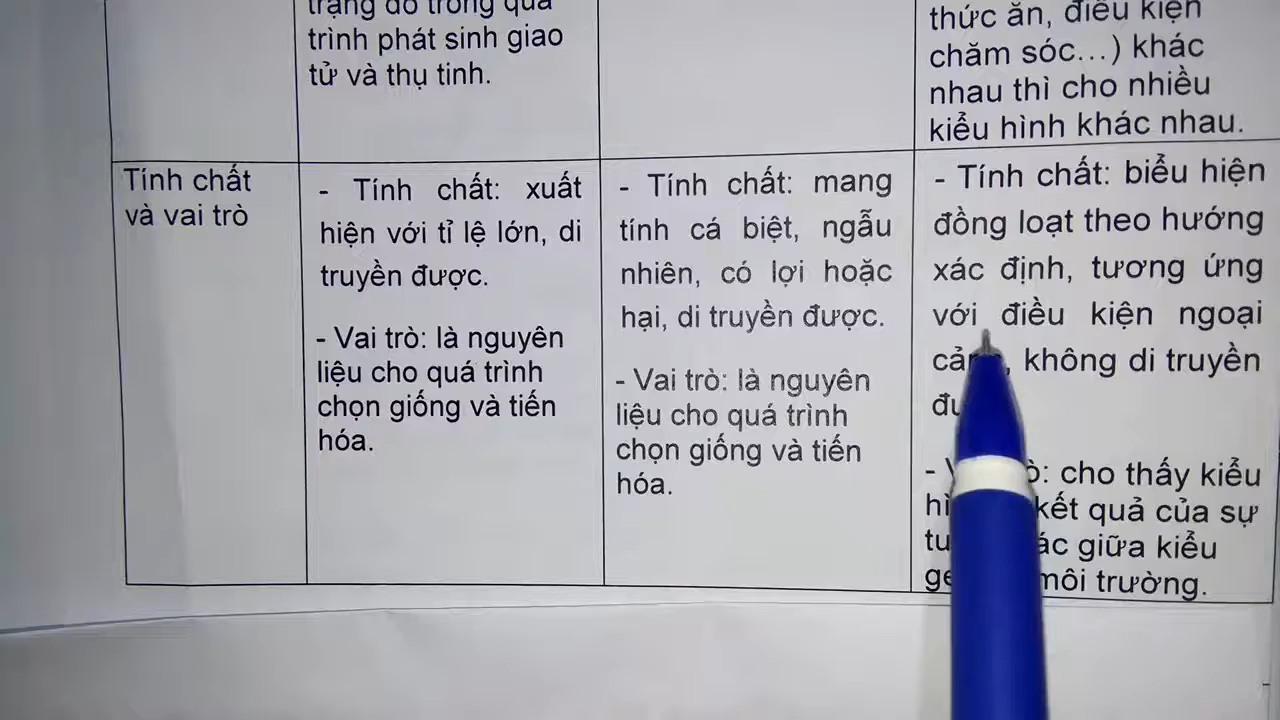 trạng đó trong quá
trình phát sinh giao
tử và thụ tinh.
thức ăn, điều kiện
chăm sóc...) khác
nhau thì cho nhiều
kiểu hình khác nhau.
Tính chất
và vai trò
- Tính chất: xuất
hiện với tỉ lệ lớn, di
truyền được.
- Vai trò: là nguyên
liệu cho quá trình
chọn giống và tiến
hóa.
- Tính chất: mang
tính cá biệt, ngẫu
nhiên, có lợi hoặc
hại, di truyền được.
- Vai trò: là nguyên
liệu cho quá trình
chọn giống và tiến
hóa.
- Tính chất: biểu hiện
đồng loạt theo hướng
xác định, tương ứng
với điều kiện ngoại
không di truyền
- cho thấy kiểu
kết quả của sự
giữa kiểu
môi trường.